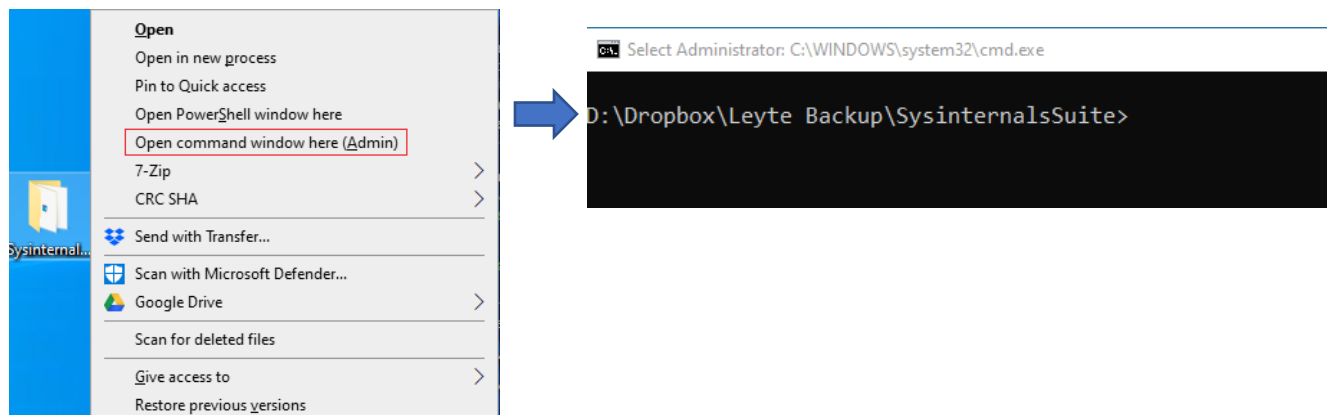 Open
Open in new process
Pin to Quick access
Open PowerShell window here
Open command window here (Admin)
7-Zip
CRC SHA
Send with Transfer...
Scan with Microsoft Defender...
Google Drive
Scan for deleted files
Give access to
Restore previous versions
Sysinternal...
Select Administrator: C:\WINDOWS\system32\cmd.exe
D:\Dropbox\Leyte Backup\SysinternalsSuite>